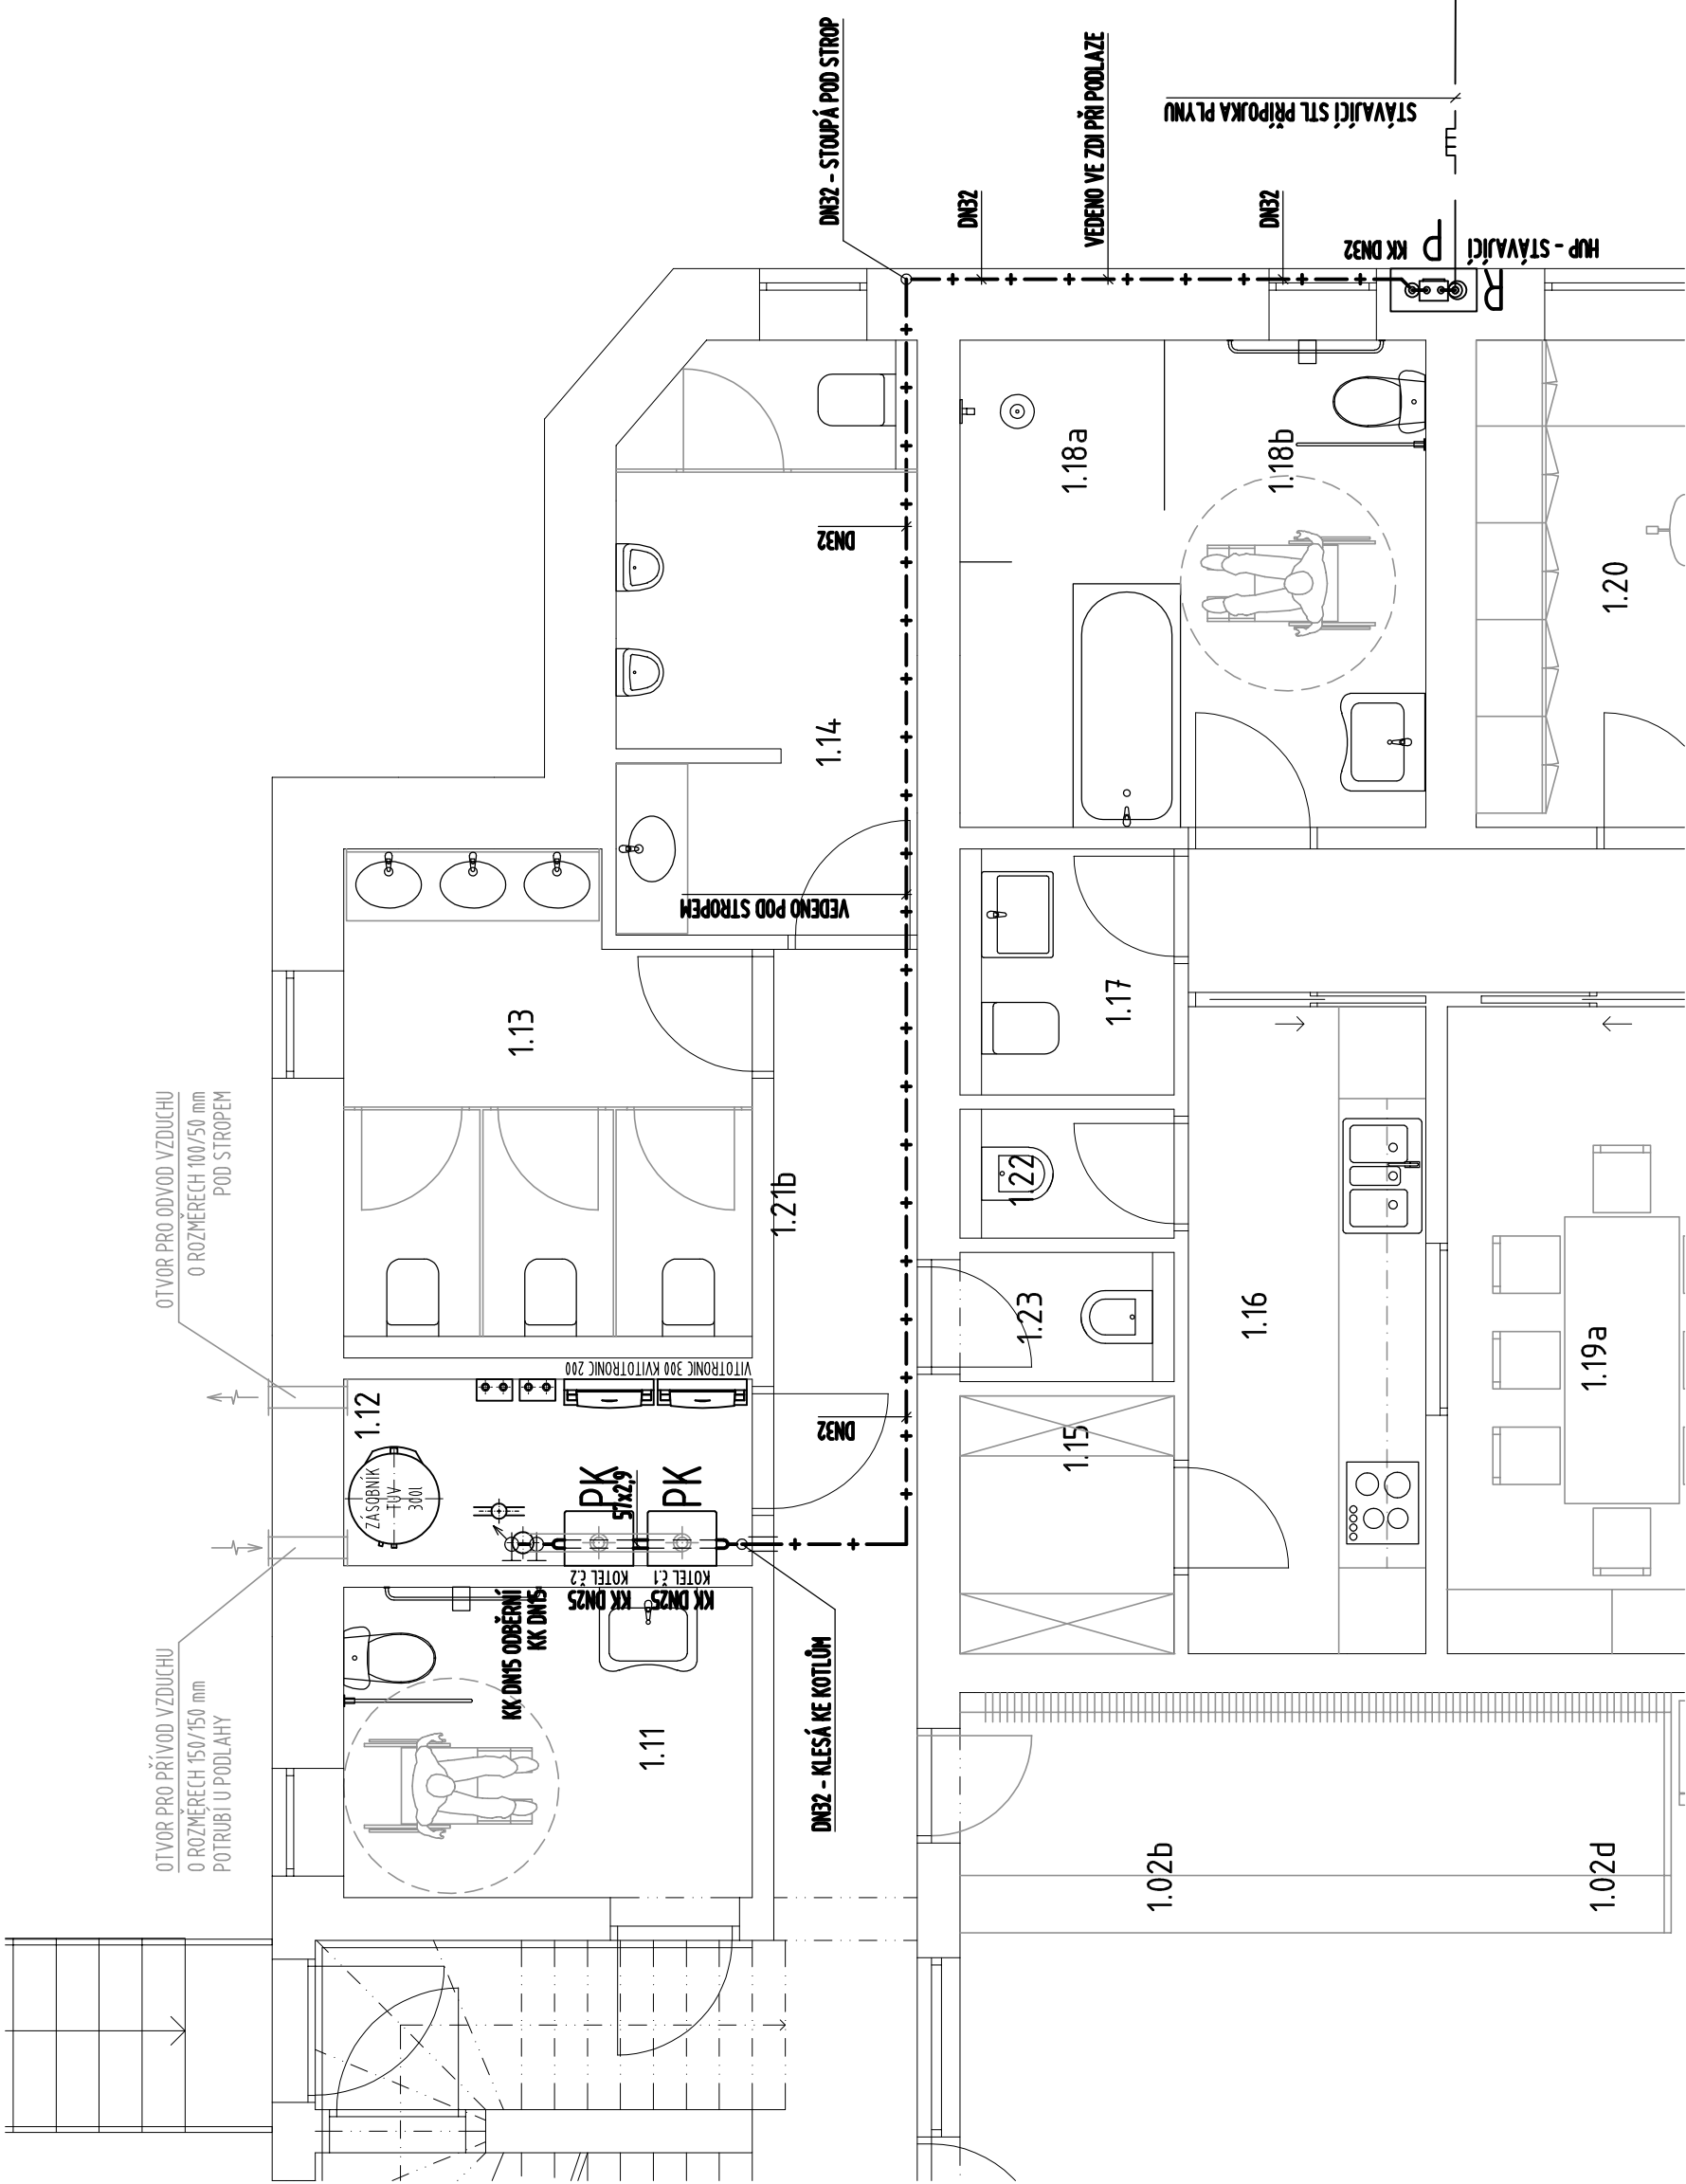 DN32 - STOUPÁ POD STROP
DN32
VEDENO VE ZDI PŘI PODLAZE
DN32
STÁVAJÍCÍ STL PŘÍPOJKA PLYNU
KK DN32
P
HUP - STÁVAJÍCÍ
R
1.18a
1.18b
1.20
DN32
1.14
VEDENO POD STROPEM
1.13
1.17
OTVOR PRO ODVOD VZDUCHU
O ROZMĚRECH 100/50 mm
POD STROPEM
1.21b
1.22
1.23
1.16
1.19a
VITOTRONIC 200
VITOTRONIC 300 K
1.12
ZÁSOBNÍK
TUV
300l
PK
57x2,9
PK
DN32
1.15
KOTEL č.2
KK DN25
KOTEL č.1
KK DN25
KK DN15 ODBĚRNÍ
KK DN15
OTVOR PRO PŘÍVOD VZDUCHU
O ROZMĚRECH 150/150 mm
POTRUBÍ U PODLAHY
1.11
DN32 - KLESÁ KE KOTLŮM
1.02b
1.02d